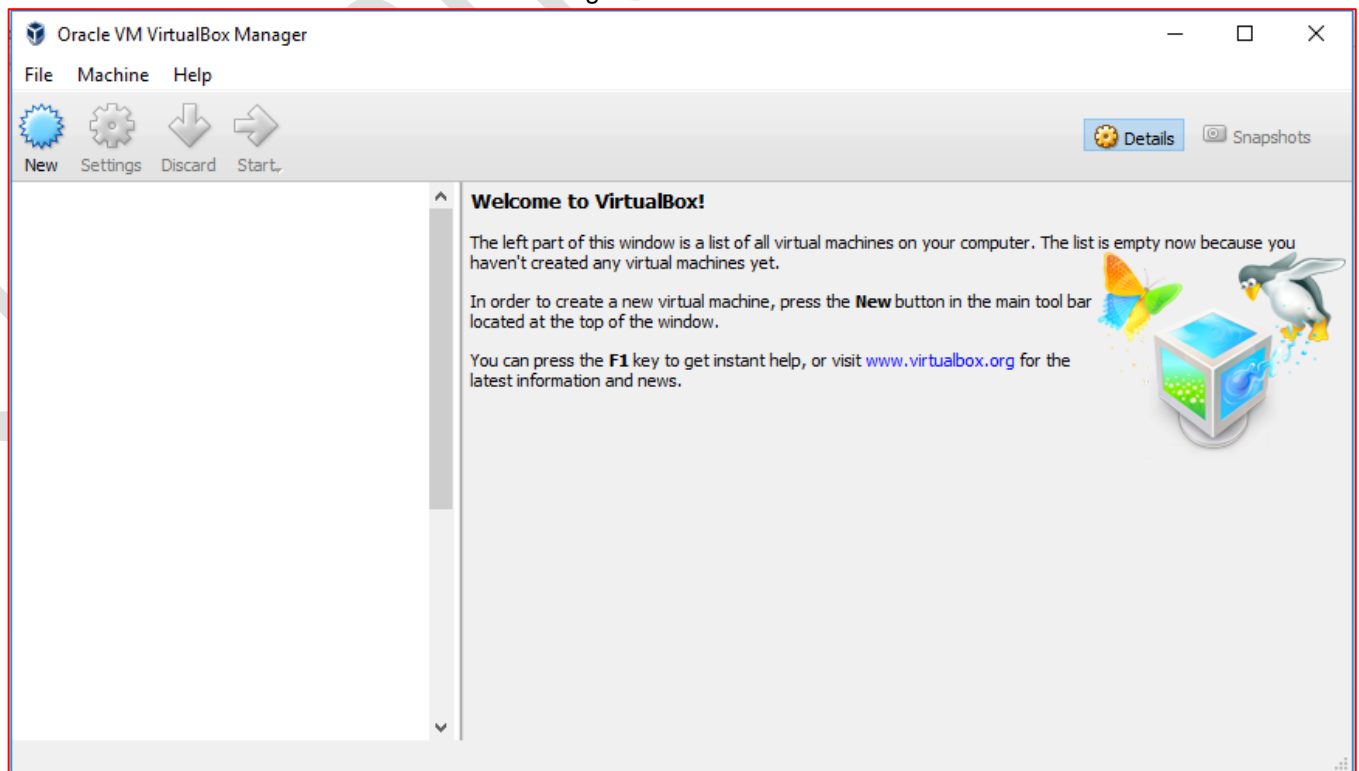 Oracle VM VirtualBox Manager
File Machine Help
New Settings Discard Start
Details Snapshots
Welcome to VirtualBox!
The left part of this window is a list of all virtual machines on your computer. The list is empty now because you
haven't created any virtual machines yet.
In order to create a new virtual machine, press the New button in the main tool bar
located at the top of the window.
You can press the F1 key to get instant help, or visit www.virtualbox.org for the
latest information and news.